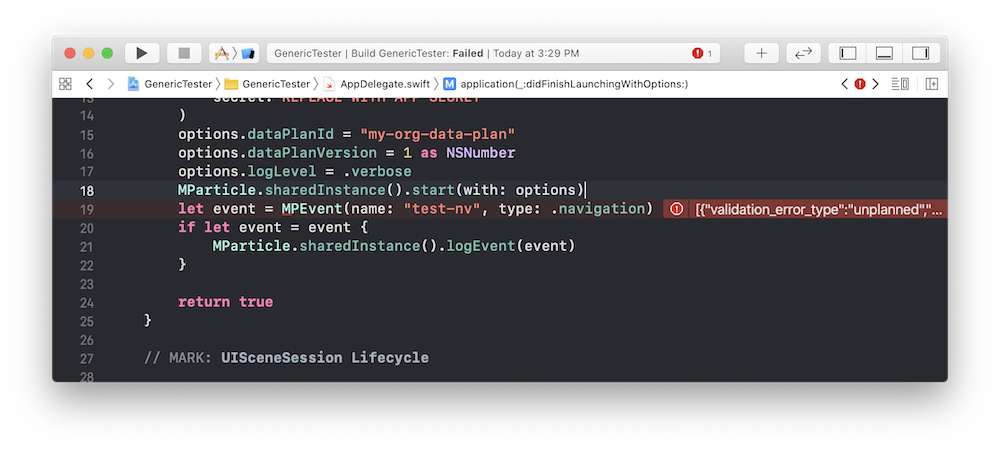 GenericTester | Build GenericTester: Failed | Today at 3:29 PM 1
GenericTester GenericTester AppDelegate.swift M application(_:didFinishLaunchingWithOptions:)
13 secret: "REPLACE WITH APP SECRET"
14 )
15 options.dataPlanId = "my-org-data-plan"
16 options.dataPlanVersion = 1 as NSNumber
17 options.logLevel = .verbose
18 MParticle.sharedInstance().start(with: options)
19 let event = MPEvent(name: "test-nv", type: .navigation) [{"validation_error_type":"unplanned","...
20 if let event = event {
21 MParticle.sharedInstance().logEvent(event)
22 }
23
24 return true
25 }
26
27 // MARK: UISceneSession Lifecycle
28